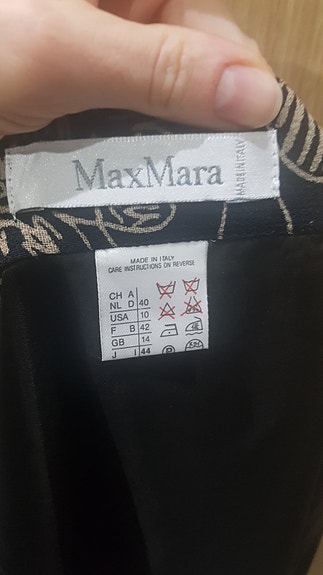 MaxMara
MADE IN ITALY
MADE IN ITALY
CARE INSTRUCTIONS ON REVERSE
CH A
NL D 40
USA 10
F B 42
GB 14
J I 44
P